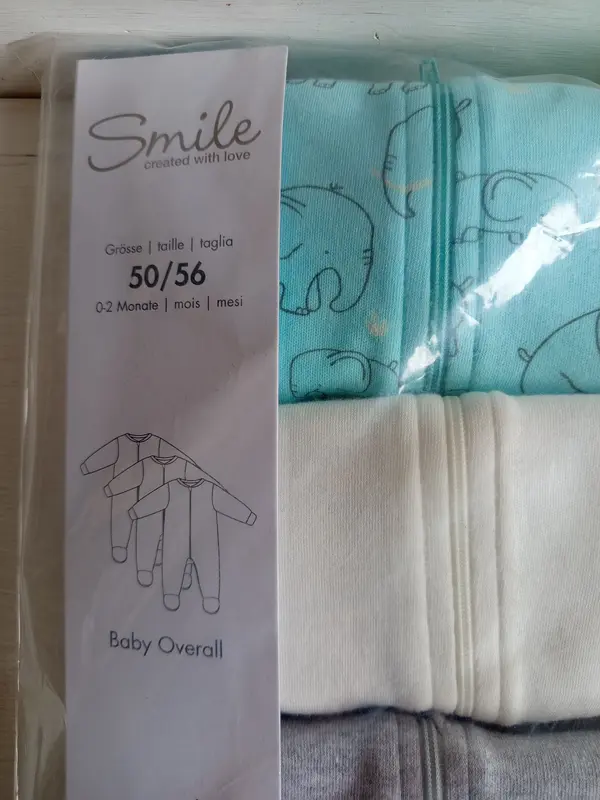 Smile
created with love
Grösse | taille | taglia
50/56
0-2 Monate | mois | mesi
Baby Overall